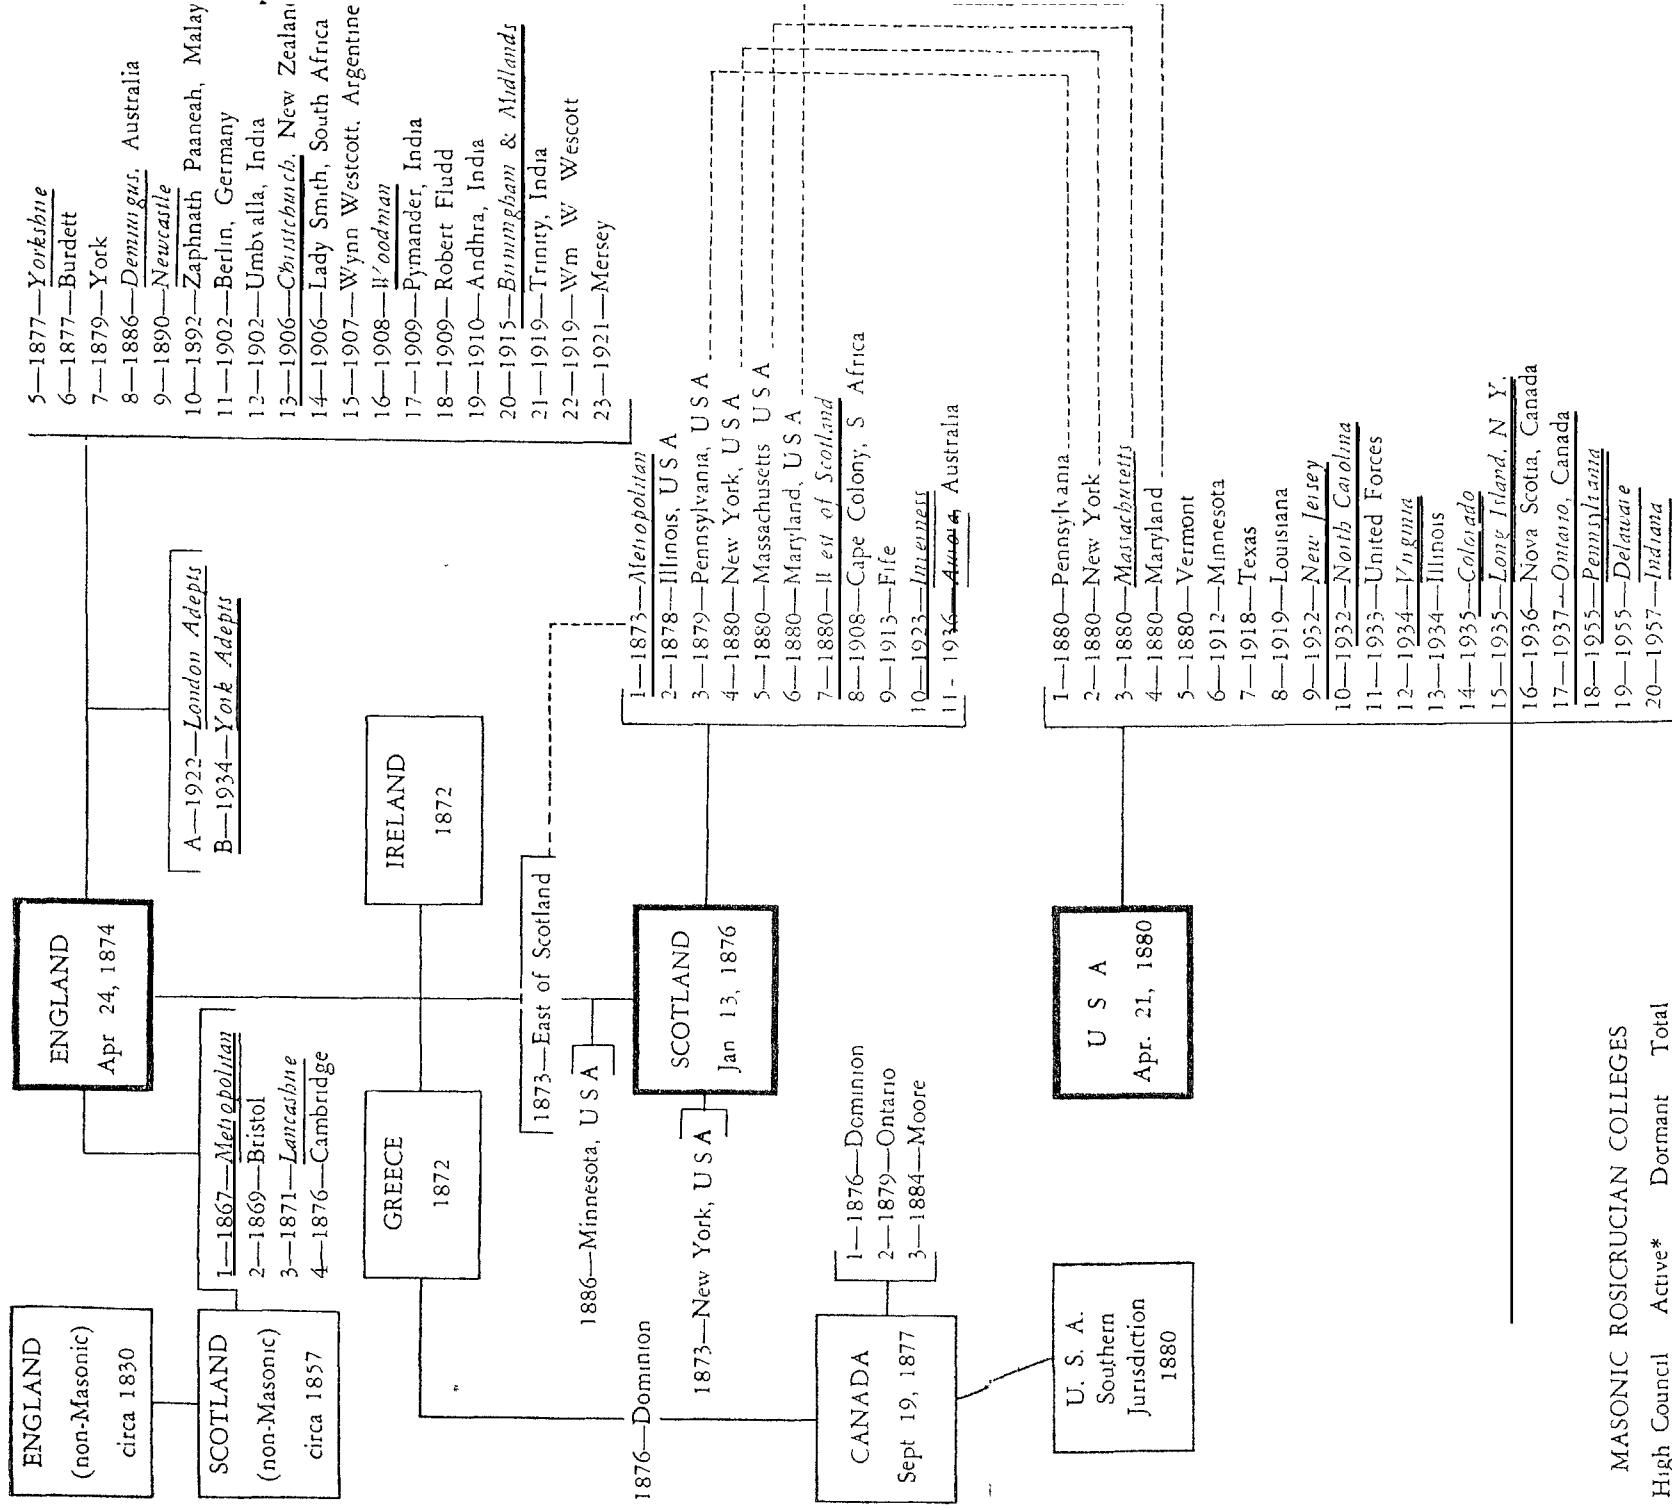 ENGLAND
(non-Masonic)
circa 1830
SCOTLAND
(non-Masonic)
circa 1857
ENGLAND
Apr 24, 1874
1—1867—Metropolitan
2—1869—Bristol
3—1871—Lancashire
4—1876—Cambridge
A—1922—London Adepts
B—1934—York Adepts
5—1877—Yorkshire
6—1877—Burdett
7—1879—York
8—1886—Demiurgus, Australia
9—1890—Newcastle
10—1892—Zaphnath Paaneah, Malay
11—1902—Berlin, Germany
12—1902—Umballa, India
13—1906—Christchurch, New Zealand
14—1906—Lady Smith, South Africa
15—1907—Wynn Westcott, Argentine
16—1908—Woodman
17—1909—Pymander, India
18—1909—Robert Fludd
19—1910—Andhra, India
20—1915—Birmingham & Midlands
21—1919—Trinity, India
22—1919—Wm W Wescott
23—1921—Mersey
GREECE
1872
IRELAND
1872
1873—East of Scotland
1886—Minnesota, U S A
1876—Dominion
1873—New York, U S A
SCOTLAND
Jan 13, 1876
1—1873—Metropolitan
2—1878—Illinois, U S A
3—1879—Pennsylvania, U S A
4—1880—New York, U S A
5—1880—Massachusetts U S A
6—1880—Maryland, U S A
7—1880—West of Scotland
8—1908—Cape Colony, S Africa
9—1913—Fife
10—1923—Inverness
11 - 1936—Aurora, Australia
CANADA
Sept 19, 1877
1—1876—Dominion
2—1879—Ontario
3—1884—Moore
U. S. A.
Southern
Jurisdiction
1880
U S A
Apr. 21, 1880
1—1880—Pennsylvania
2—1880—New York
3—1880—Massachusetts
4—1880—Maryland
5—1880—Vermont
6—1912—Minnesota
7—1918—Texas
8—1919—Louisiana
9—1932—New Jersey
10—1932—North Carolina
11—1933—United Forces
12—1934—Virginia
13—1934—Illinois
14—1935—Colorado
15—1935—Long Island, N Y.
16—1936—Nova Scotia, Canada
17—1937—Ontario, Canada
18—1955—Pennsylvania
19—1955—Delaware
20—1957—Indiana
MASONIC ROSICRUCIAN COLLEGES
High Council Active* Dormant Total